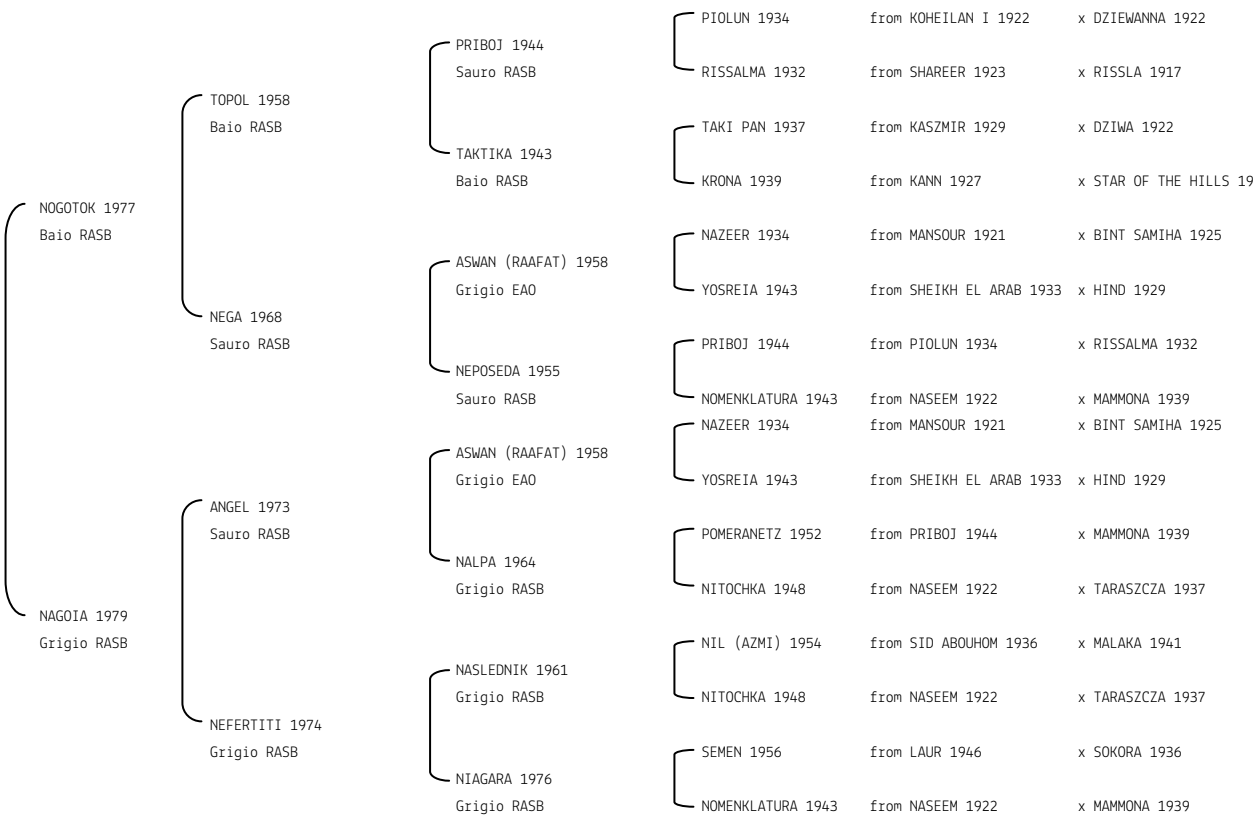 PIOLUN 1934 from KOHEILAN I 1922 x DZIEWANNA 1922
PRIBOJ 1944
Sauro RASB RISSALMA 1932 from SHAREER 1923 x RISSLA 1917
TOPOL 1958
Baio RASB TAKI PAN 1937 from KASZMIR 1929 x DZIWA 1922
TAKTIKA 1943
Baio RASB KRONA 1939 from KANN 1927 x STAR OF THE HILLS 19
NOGOTOK 1977
Baio RASB NAZEER 1934 from MANSOUR 1921 x BINT SAMIHA 1925
ASWAN (RAAFAT) 1958
Grigio EAO YOSREIA 1943 from SHEIKH EL ARAB 1933 x HIND 1929
NEGA 1968
Sauro RASB PRIBOJ 1944 from PIOLUN 1934 x RISSALMA 1932
NEPOSEDA 1955
Sauro RASB NOMENKLATURA 1943 from NASEEM 1922 x MAMMONA 1939
NAZEER 1934 from MANSOUR 1921 x BINT SAMIHA 1925
ASWAN (RAAFAT) 1958
Grigio EAO YOSREIA 1943 from SHEIKH EL ARAB 1933 x HIND 1929
ANGEL 1973
Sauro RASB POMERANETZ 1952 from PRIBOJ 1944 x MAMMONA 1939
NALPA 1964
Grigio RASB NITOCHKA 1948 from NASEEM 1922 x TARASZCZA 1937
NAGOIA 1979
Grigio RASB NIL (AZMI) 1954 from SID ABOUHOM 1936 x MALAKA 1941
NASLEDNIK 1961
Grigio RASB NITOCHKA 1948 from NASEEM 1922 x TARASZCZA 1937
NEFERTITI 1974
Grigio RASB SEMEN 1956 from LAUR 1946 x SOKORA 1936
NIAGARA 1976
Grigio RASB NOMENKLATURA 1943 from NASEEM 1922 x MAMMONA 1939